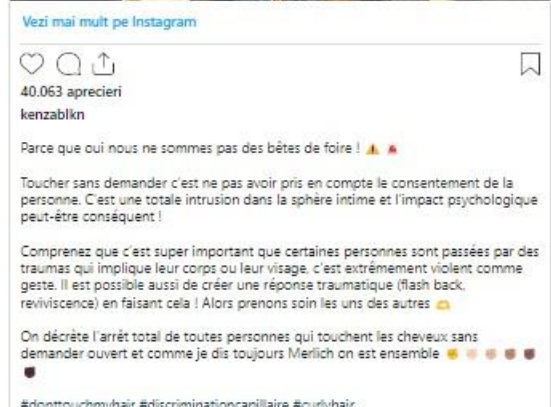 Vezi mai mult pe Instagram
40.063 aprecieri
kenzablkn
Parce que oui nous ne sommes pas des bêtes de foire ! ⚠️ 🚨
Toucher sans demander c'est ne pas avoir pris en compte le consentement de la
personne. C'est une totale intrusion dans la sphère intime et l'impact psychologique
peut-être conséquent !
Comprenez que c'est super important que certaines personnes sont passées par des
traumas qui implique leur corps ou leur visage, c'est extrêmement violent comme
geste. Il est possible aussi de créer une réponse traumatique (flash back,
reviviscence) en faisant cela ! Alors prenons soin les uns des autres 🫶
On décrète l'arrêt total de toutes personnes qui touchent les cheveux sans
demander ouvert et comme je dis toujours Merlich on est ensemble ✊ ✊🏻 ✊🏼 ✊🏽 ✊🏾
✊🏿
#donttouchmyhair #discriminationcapillaire #curlyhair